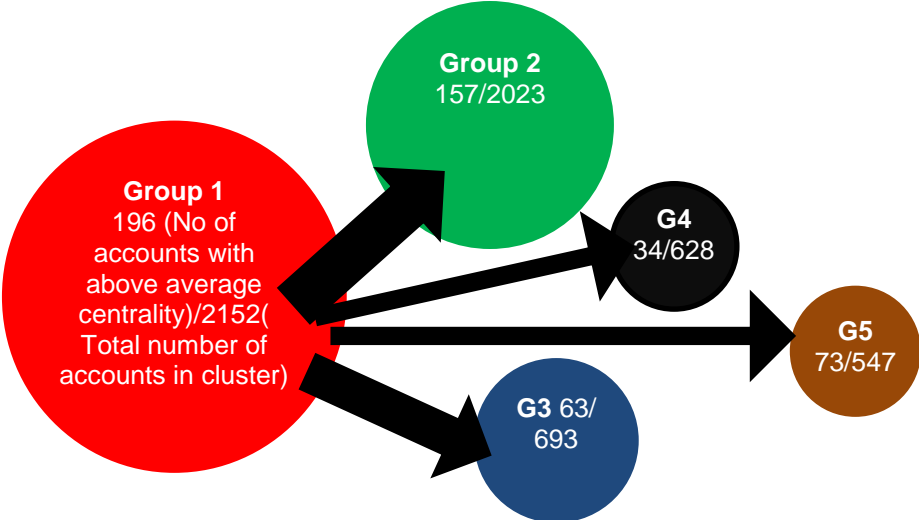 Group 2
157/2023
Group 1
196 (No of
accounts with
above average
centrality)/2152(
Total number of
accounts in cluster)
G4
34/628
G5
73/547
G3 63/
693